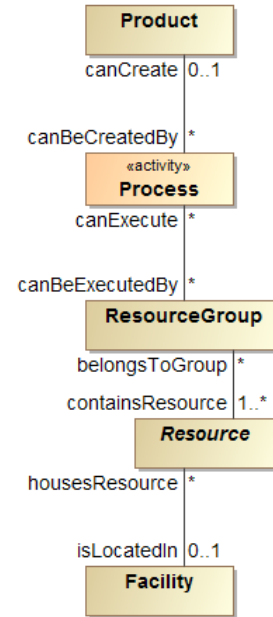 Product
canCreate 0..1
canBeCreatedBy *
«activity»
Process
canExecute *
canBeExecutedBy *
ResourceGroup
belongsToGroup *
containsResource 1..*
Resource
housesResource *
isLocatedIn 0..1
Facility